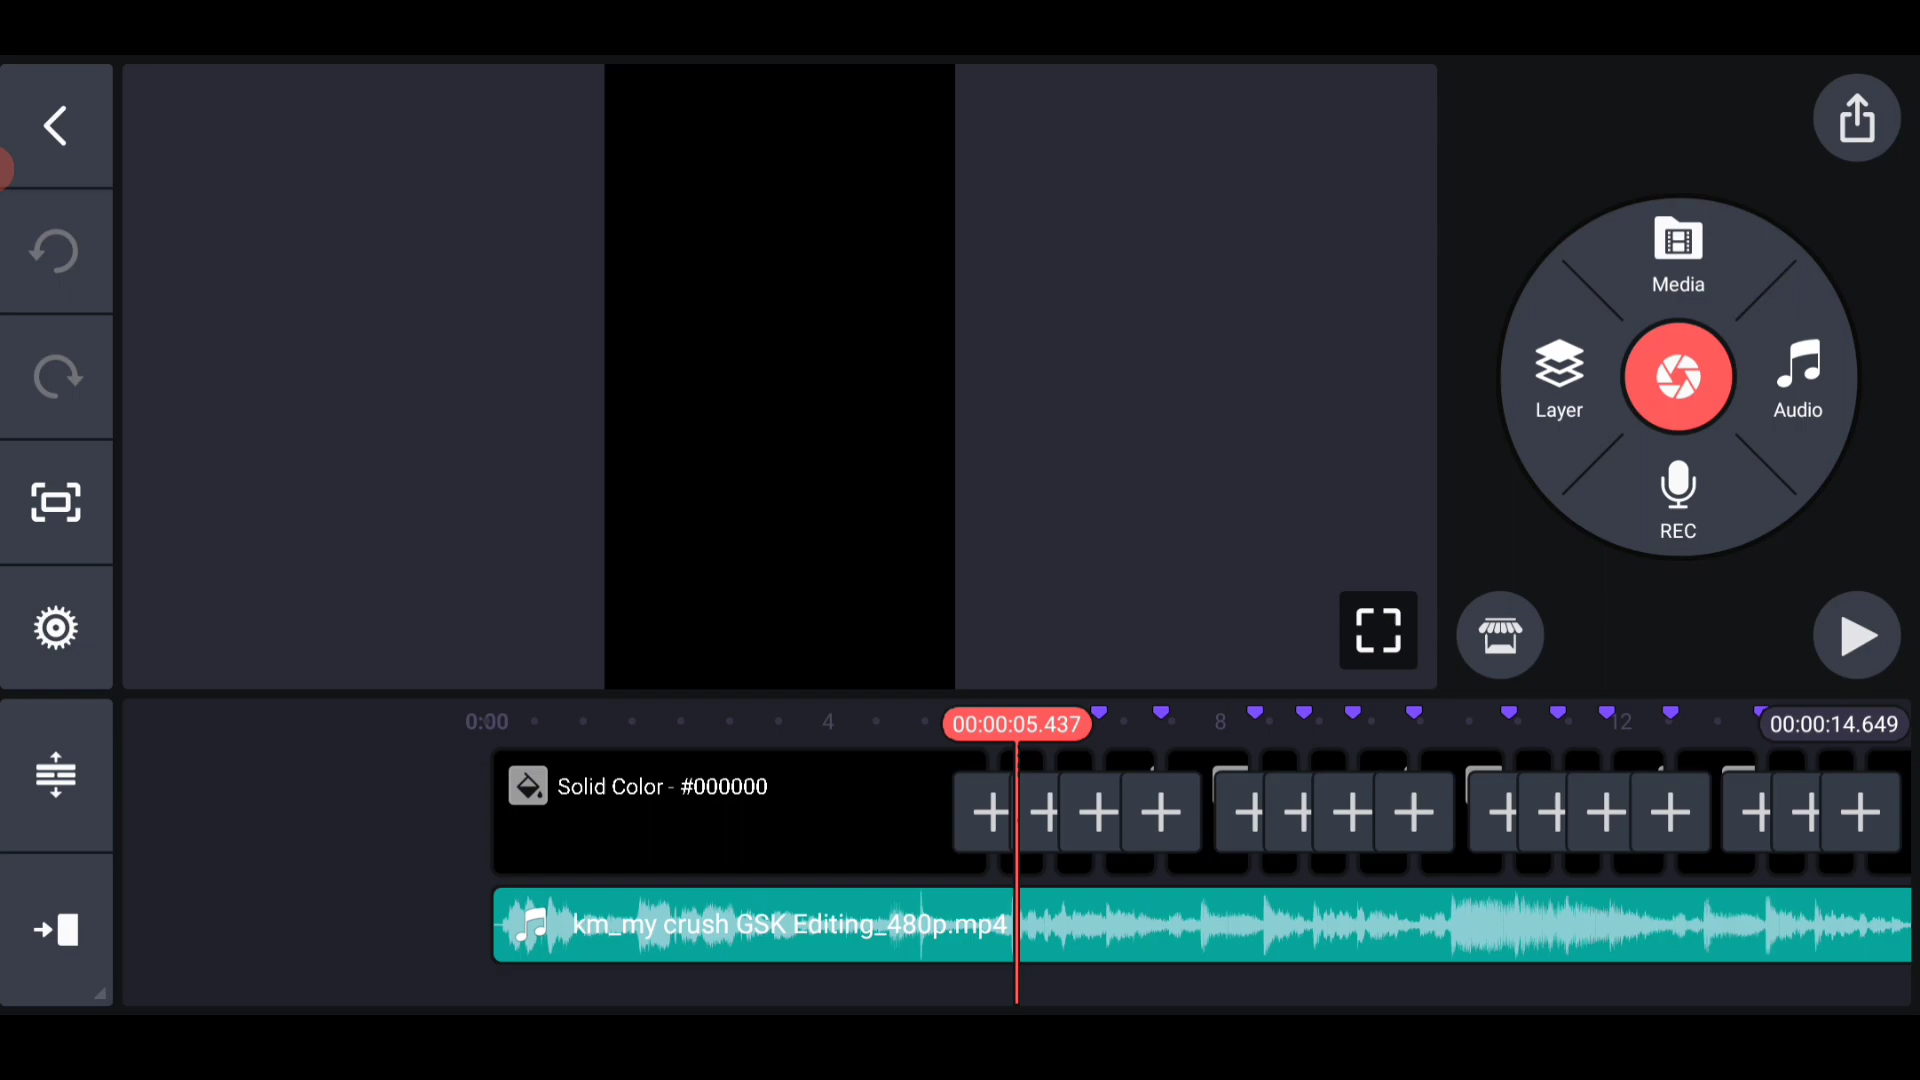 Media
Layer
Audio
REC
0:00
4
00:00:05.437
8
12
00:00:14.649
Solid Color - #000000
km_my crush GSK Editing_480p.mp4